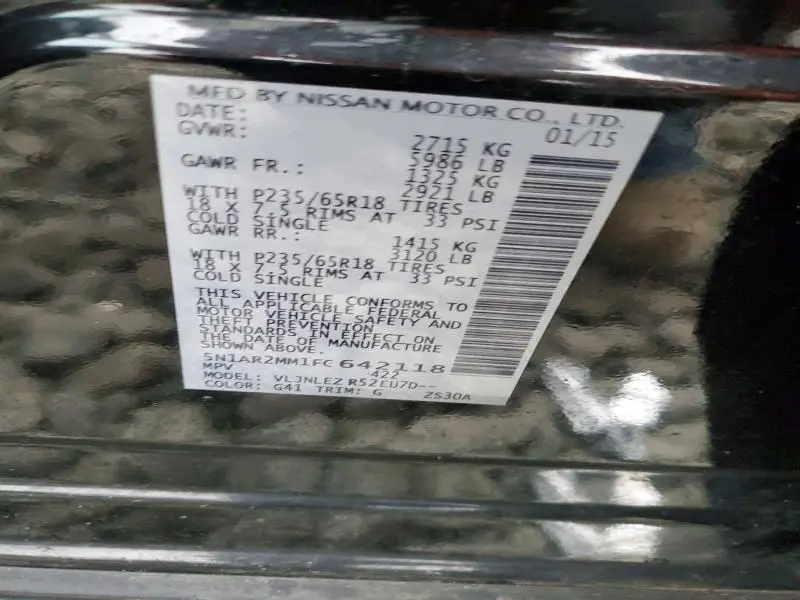 MFD BY NISSAN MOTOR CO., LTD.
DATE: 01/15
GVWR: 2715 KG
5986 LB
GAWR FR.: 1325 KG
2921 LB
WITH P235/65R18 TIRES
18 X 7.5 RIMS AT 33 PSI
COLD SINGLE
GAWR RR.: 1415 KG
3120 LB
WITH P235/65R18 TIRES
18 X 7.5 RIMS AT 33 PSI
COLD SINGLE
THIS VEHICLE CONFORMS TO
ALL APPLICABLE FEDERAL
MOTOR VEHICLE SAFETY AND
THEFT PREVENTION
STANDARDS IN EFFECT ON
THE DATE OF MANUFACTURE
SHOWN ABOVE.
5N1AR2MM1FC 642118
MPV 422
MODEL: VLJNLEZ R52EU7D--
COLOR: G41 TRIM: G ZS30A